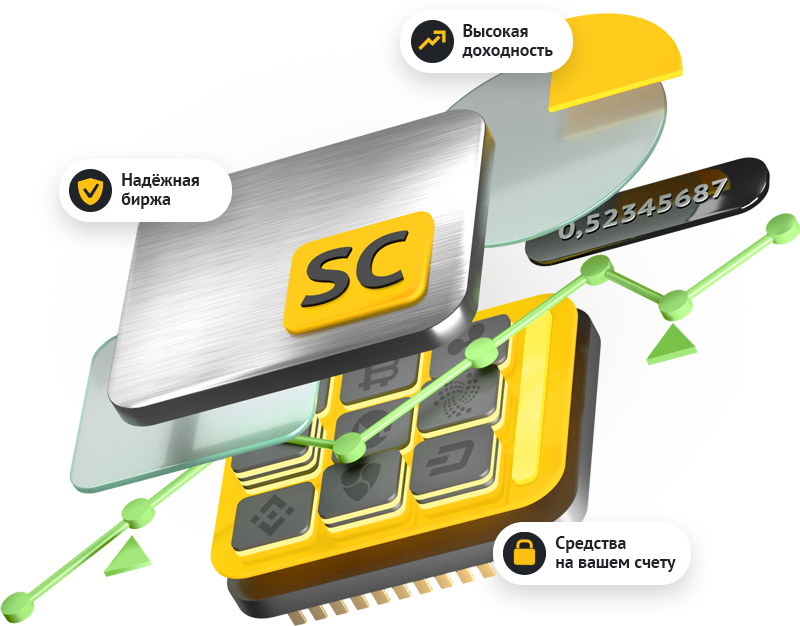 Высокая
доходность
Надёжная
биржа
0,52345687
SC
Средства
на вашем счету